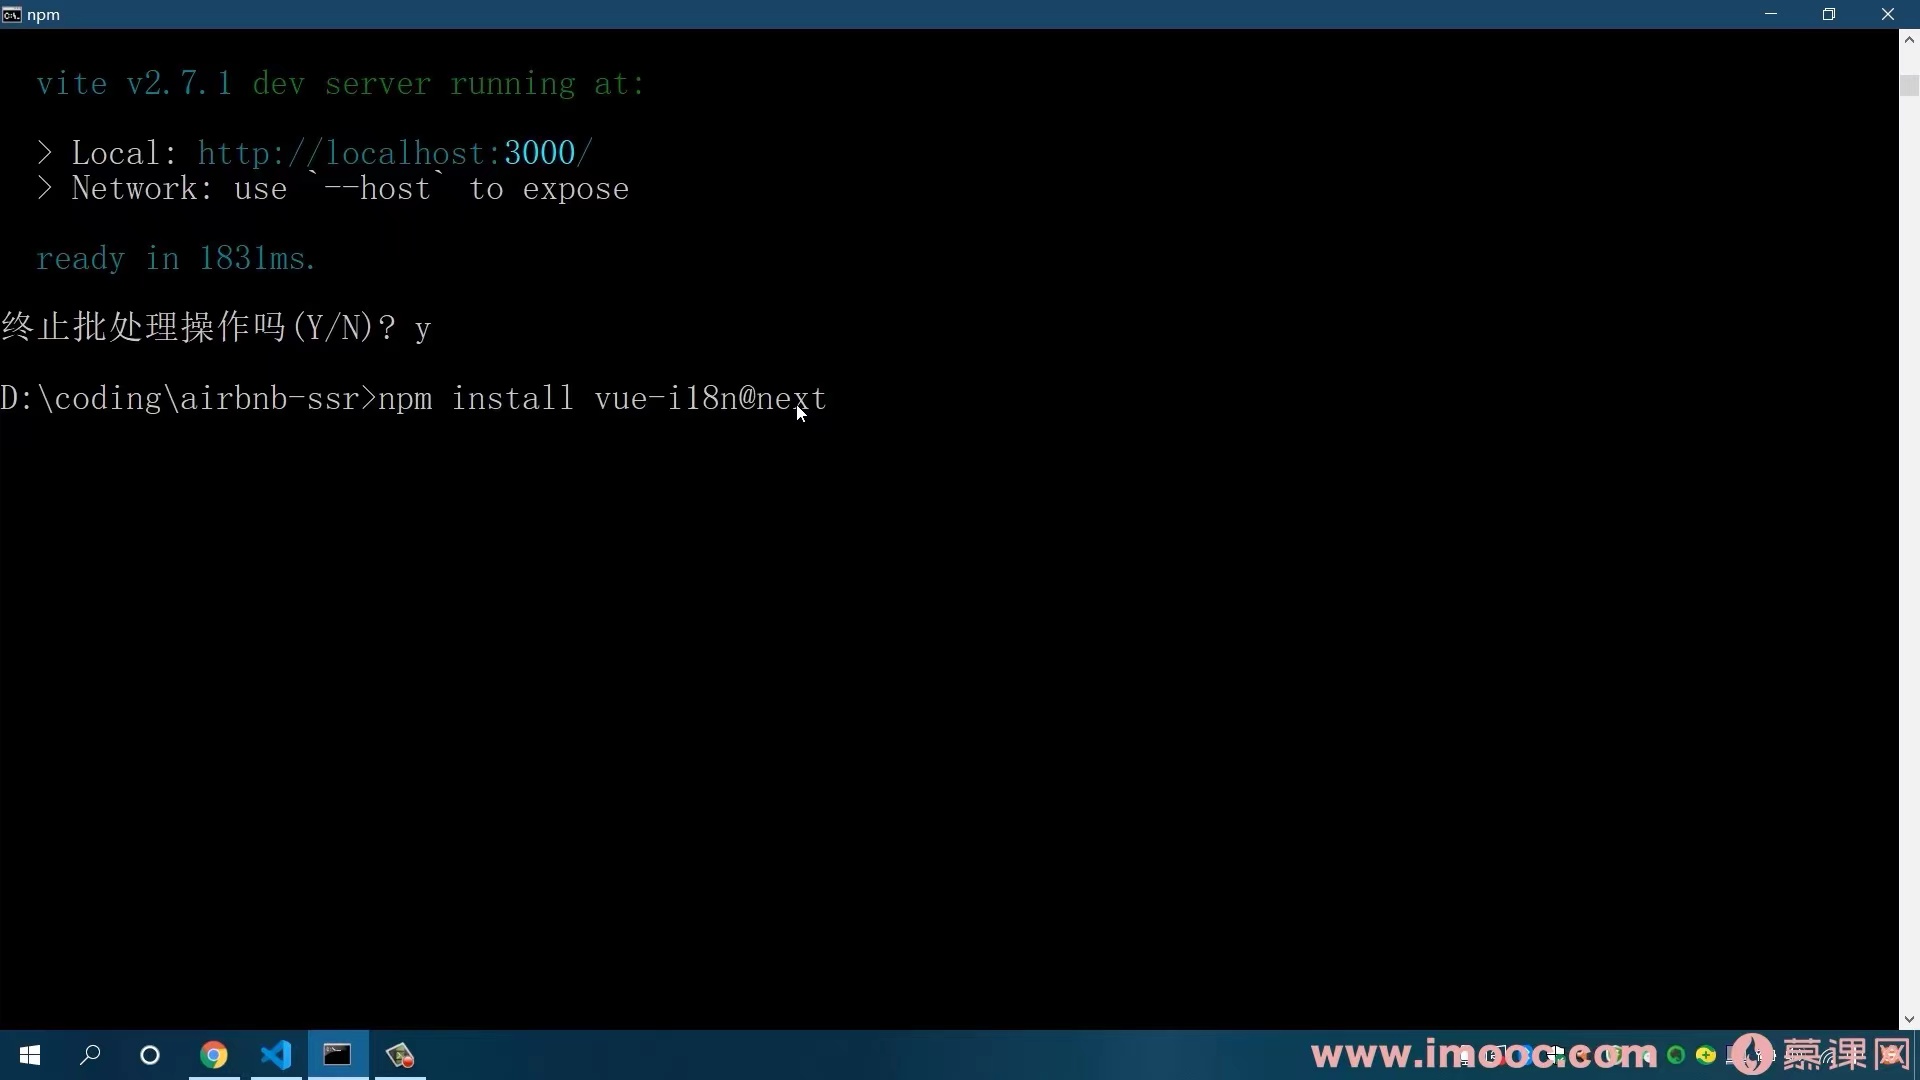 npm
vite v2.7.1 dev server running at:
> Local: http://localhost:3000/
> Network: use `--host` to expose
ready in 1831ms.
终止批处理操作吗(Y/N)? y
D:\coding\airbnb-ssr>npm install vue-i18n@next
www.imooc.com 慕课网